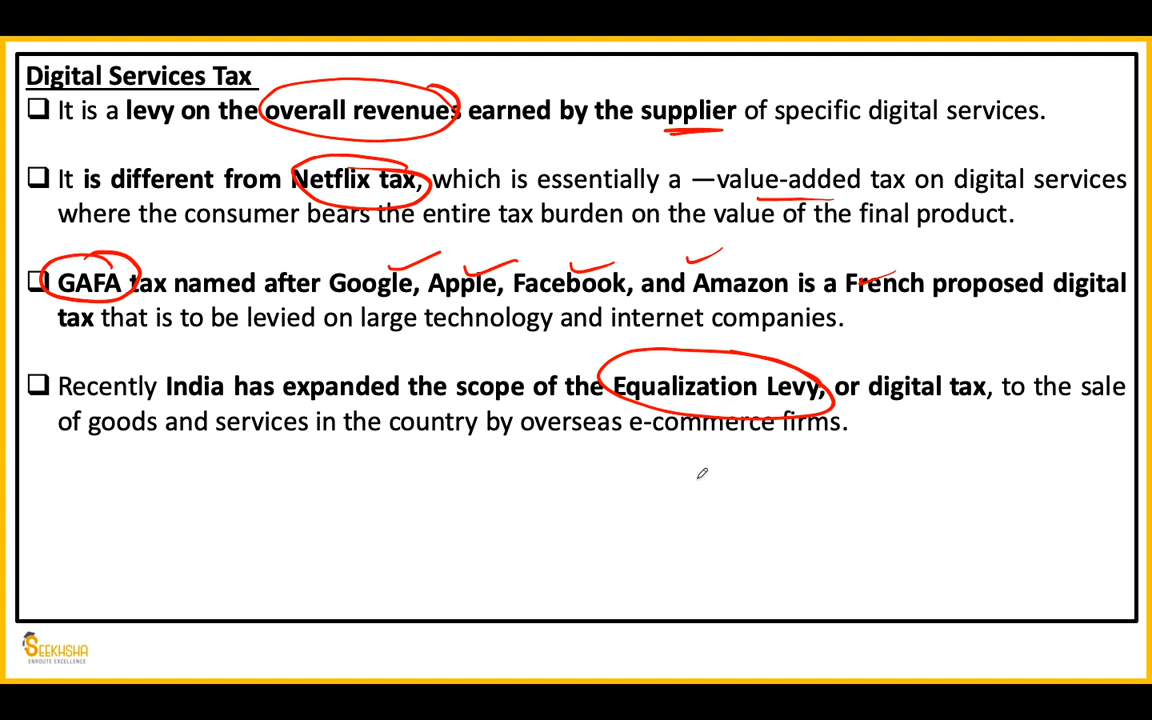 Digital Services Tax
❑ It is a levy on the overall revenues earned by the supplier of specific digital services.
❑ It is different from Netflix tax, which is essentially a —value-added tax on digital services
where the consumer bears the entire tax burden on the value of the final product.
❑ GAFA tax named after Google, Apple, Facebook, and Amazon is a French proposed digital
tax that is to be levied on large technology and internet companies.
❑ Recently India has expanded the scope of the Equalization Levy, or digital tax, to the sale
of goods and services in the country by overseas e-commerce firms.
SEEKHSHA
ENROUTE EXCELLENCE